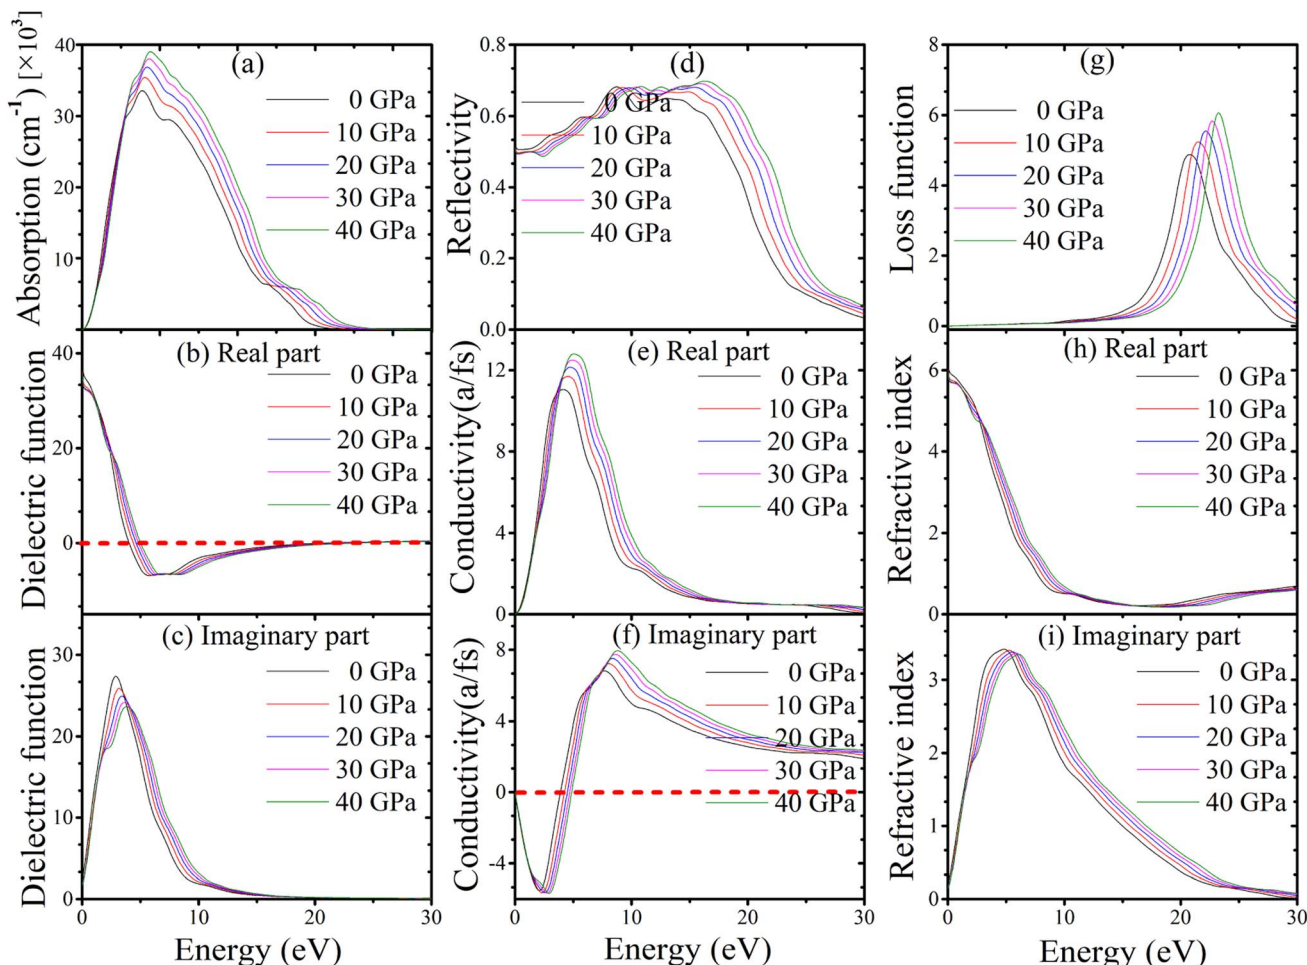 Absorption (cm⁻¹) [×10³]
40
30
20
10
(a)
0 GPa
10 GPa
20 GPa
30 GPa
40 GPa
0
10
20
30
Reflectivity
0.8
0.6
0.4
0.2
0.0
(d)
0 GPa
10 GPa
20 GPa
30 GPa
40 GPa
0
10
20
30
Loss function
8
6
4
2
0
(g)
0 GPa
10 GPa
20 GPa
30 GPa
40 GPa
Dielectric function
40
20
0
(b) Real part
0 GPa
10 GPa
20 GPa
30 GPa
40 GPa
Conductivity(a/fs)
12
8
4
0
(e) Real part
0 GPa
10 GPa
20 GPa
30 GPa
40 GPa
Refractive index
6
4
2
0
(h) Real part
0 GPa
10 GPa
20 GPa
30 GPa
40 GPa
Dielectric function
30
20
10
0
(c) Imaginary part
0 GPa
10 GPa
20 GPa
30 GPa
40 GPa
0
10
20
30
Energy (eV)
Conductivity(a/fs)
8
4
0
-4
(f) Imaginary part
0 GPa
10 GPa
20 GPa
30 GPa
40 GPa
0
10
20
30
Energy (eV)
Refractive index
3
2
1
0
(i) Imaginary part
0 GPa
10 GPa
20 GPa
30 GPa
40 GPa
0
10
20
30
Energy (eV)